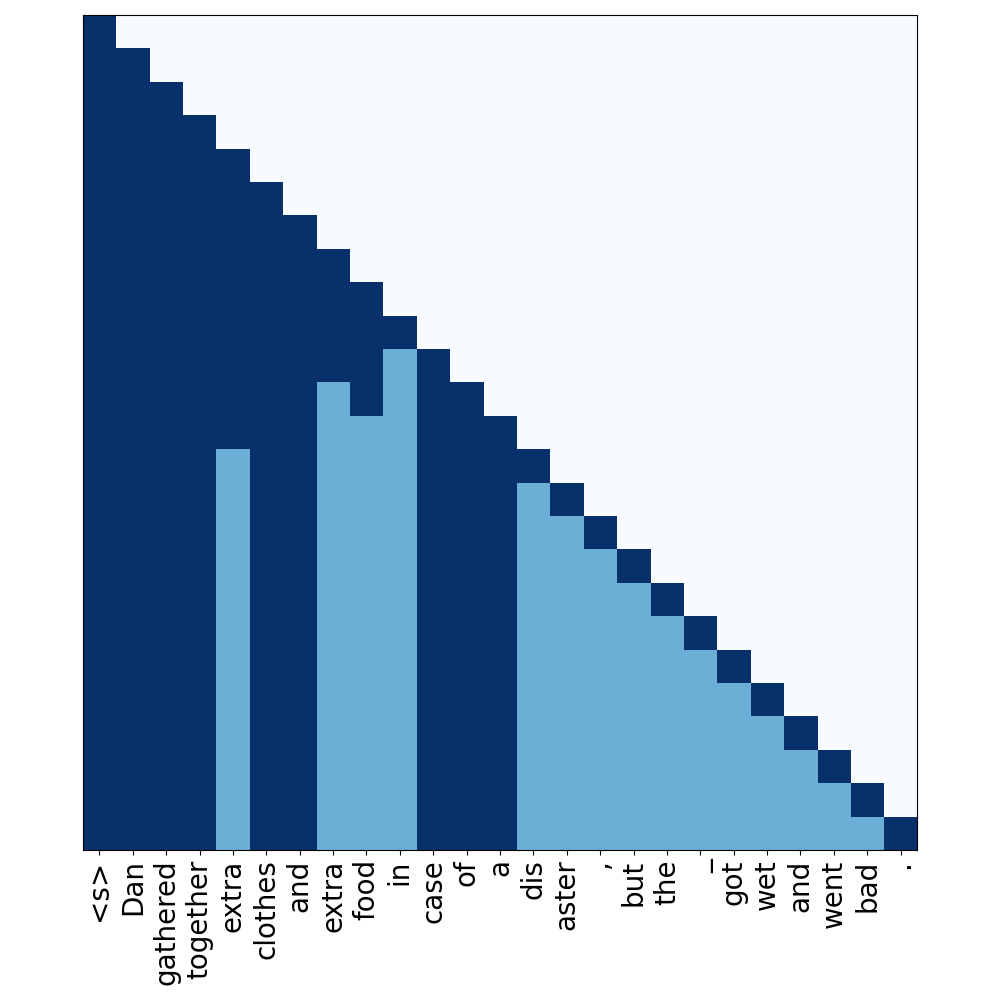 <s> Dan gathered together extra clothes and extra food in case of a dis aster , but the _ got wet and went bad .